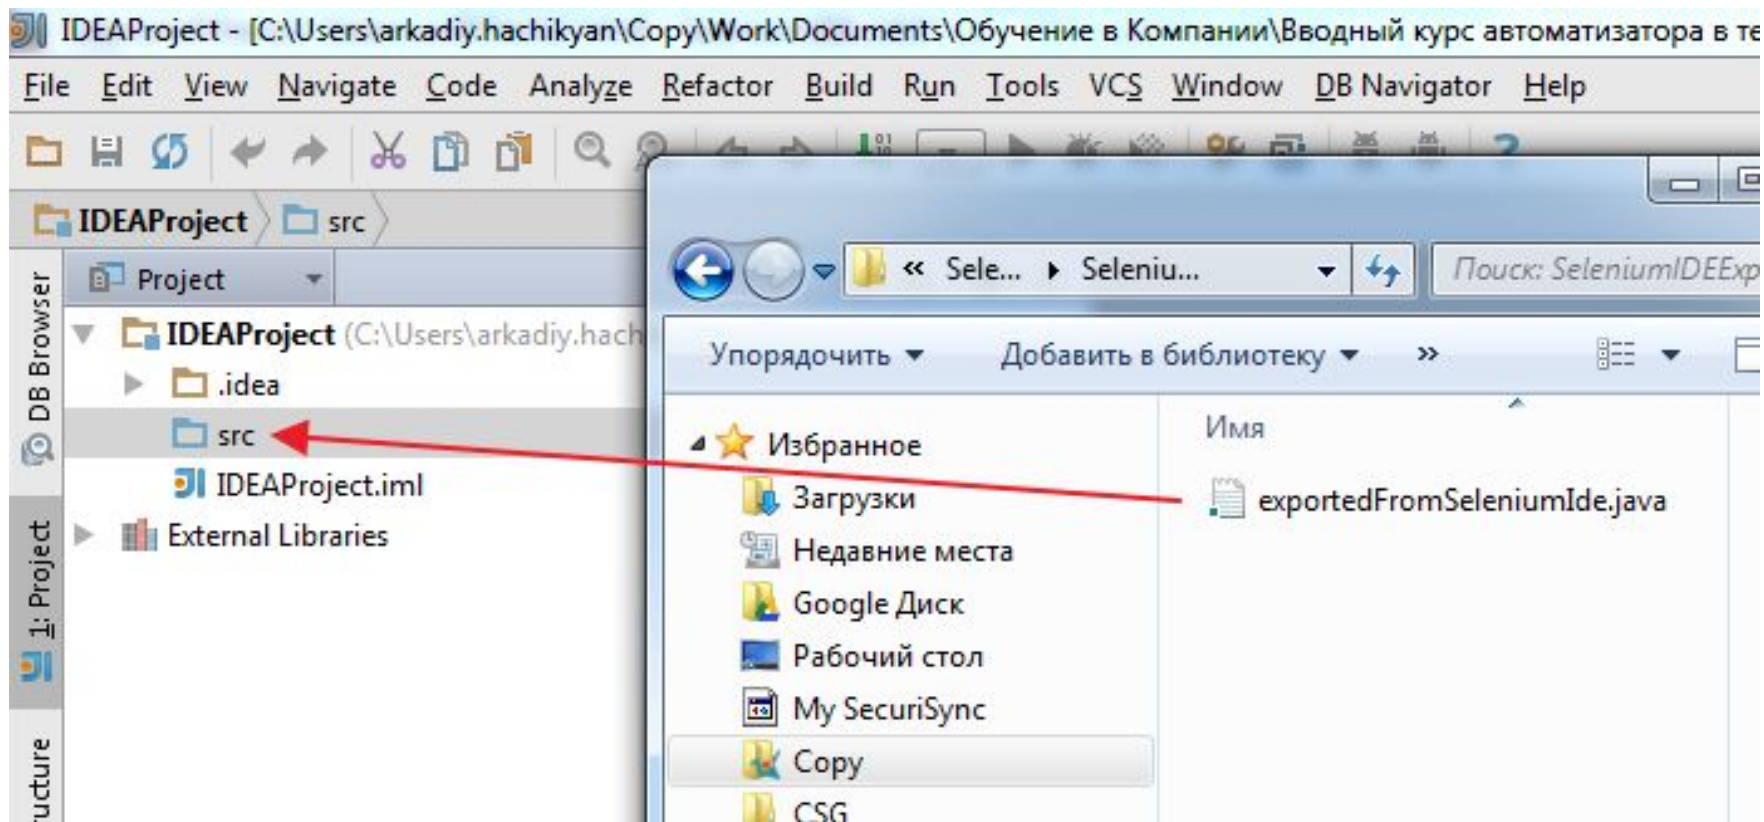 IDEAProject - [C:\Users\arkadiy.hachikyan\Copy\Work\Documents\Обучение в Компании\Вводный курс автоматизатора в те
File Edit View Navigate Code Analyze Refactor Build Run Tools VCS Window DB Navigator Help
IDEAProject src
Project
IDEAProject (C:\Users\arkadiy.hach
.idea
src
IDEAProject.iml
External Libraries
DB Browser
1: Project
ucture
« Sele... Seleniu...
Поиск: SeleniumIDEExp
Упорядочить Добавить в библиотеку »
Избранное
Загрузки
Недавние места
Google Диск
Рабочий стол
My SecuriSync
Copy
CSG
Имя
exportedFromSeleniumIde.java